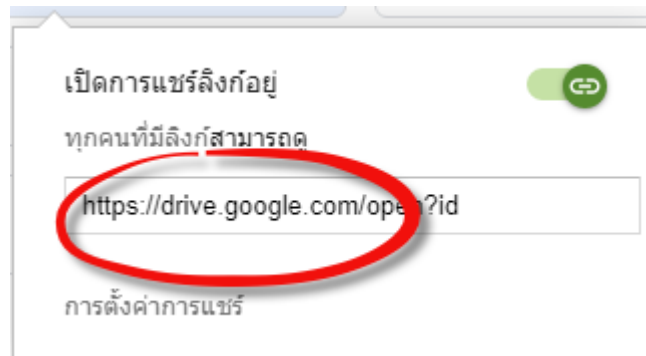 เปิดการแชร์ลิงก์อยู่
ทุกคนที่มีลิงก์สามารถดู
https://drive.google.com/open?id
การตั้งค่าการแชร์